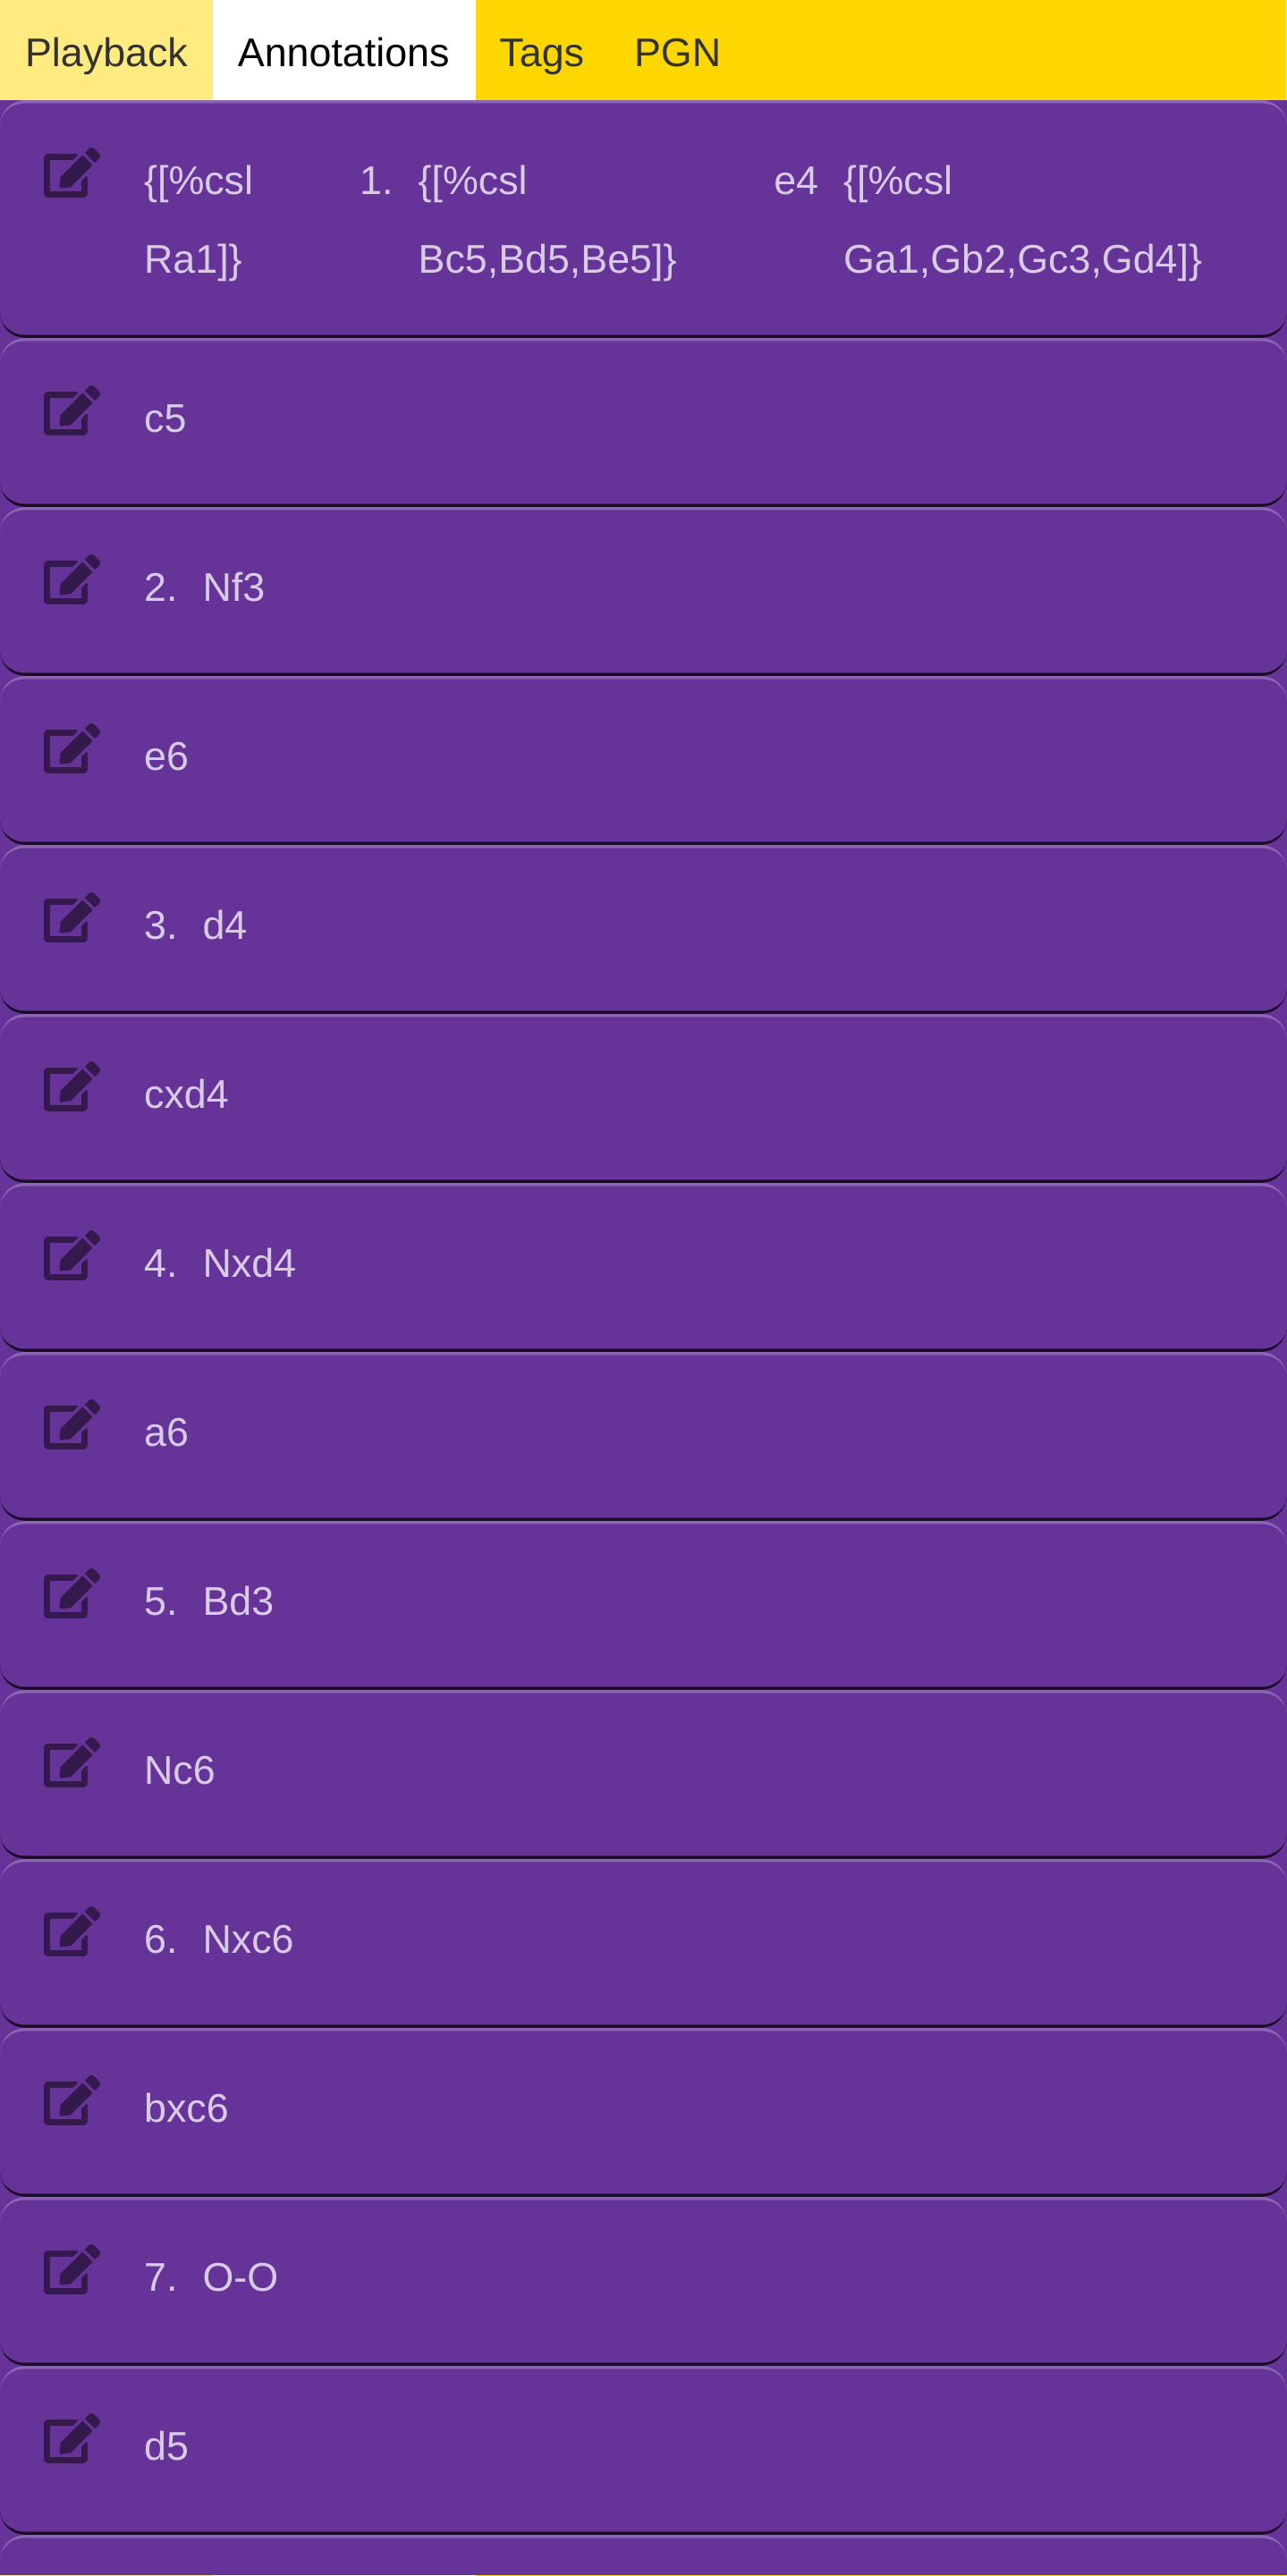 Playback Annotations Tags PGN
{[%csl 1. {[%csl e4 {[%csl
Ra1]} Bc5,Bd5,Be5]} Ga1,Gb2,Gc3,Gd4]}
c5
2. Nf3
e6
3. d4
cxd4
4. Nxd4
a6
5. Bd3
Nc6
6. Nxc6
bxc6
7. O-O
d5